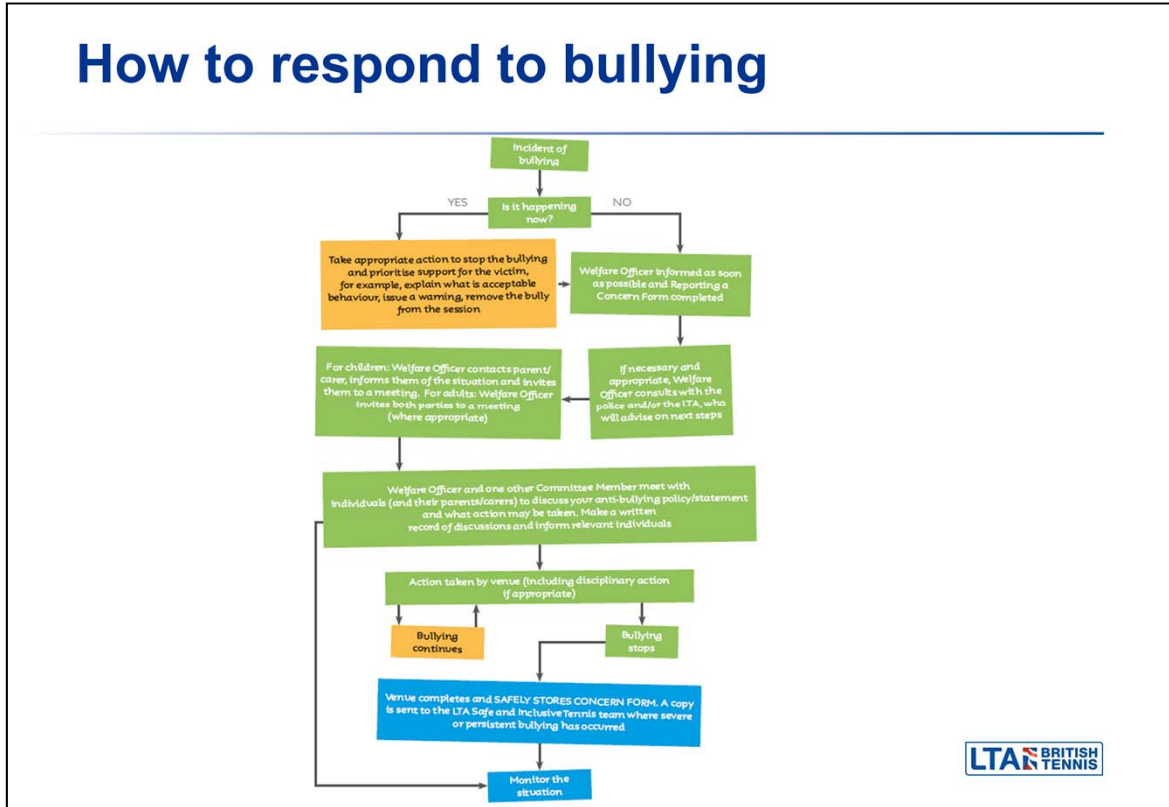 How to respond to bullying
Incident of
bullying
YES
Is it happening
now?
NO
Take appropriate action to stop the bullying
and prioritise support for the victim,
for example, explain what is acceptable
behaviour, issue a warning, remove the bully
from the session
Welfare Officer informed as soon
as possible and Reporting a
Concern Form completed
If necessary and
appropriate, Welfare
Officer consults with the
police and/or the LTA, who
will advise on next steps
For children: Welfare Officer contacts parent/
carer, informs them of the situation and invites
them to a meeting. For adults: Welfare Officer
invites both parties to a meeting
(where appropriate)
Welfare Officer and one other Committee Member meet with
individuals (and their parents/carers) to discuss your anti-bullying policy/statement
and what action may be taken. Make a written
record of discussions and inform relevant individuals
Action taken by venue (including disciplinary action
if appropriate)
Bullying
continues
Bullying
stops
Venue completes and SAFELY STORES CONCERN FORM. A copy
is sent to the LTA Safe and Inclusive Tennis team where severe
or persistent bullying has occurred
Monitor the
situation
LTA BRITISH
TENNIS